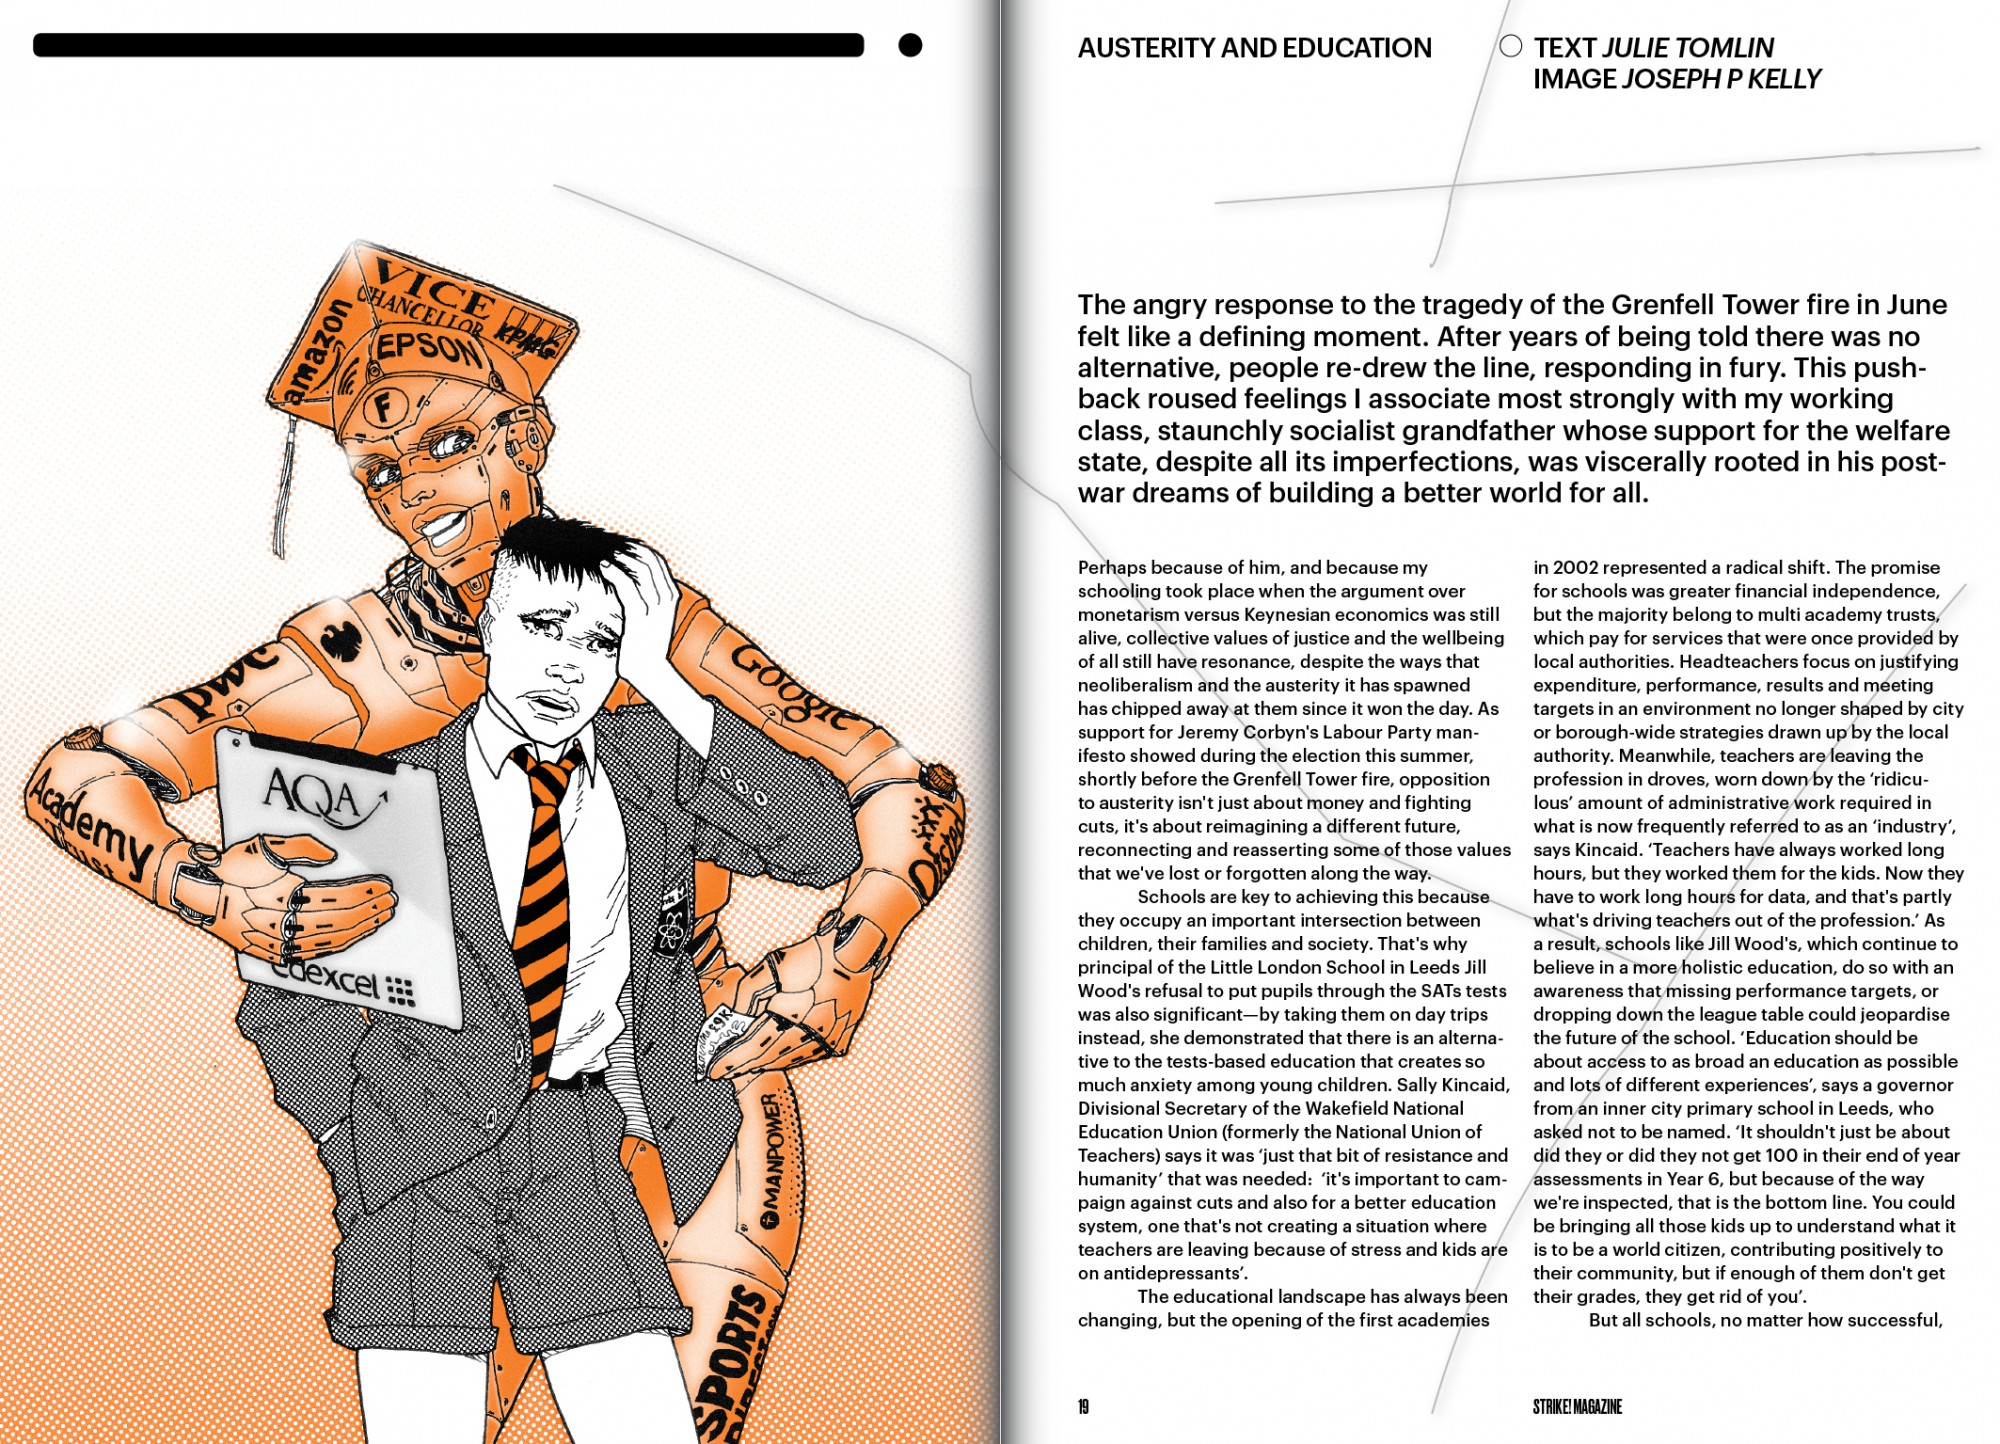 VICE
CHANCELLOR
KPMG
amazon
EPSON
F
pwc
Google
Academy
Trust
AQA
edexcel
£9K
MANPOWER
SPORTS
DIRECT.COM
AUSTERITY AND EDUCATION
TEXT JULIE TOMLIN
IMAGE JOSEPH P KELLY
The angry response to the tragedy of the Grenfell Tower fire in June
felt like a defining moment. After years of being told there was no
alternative, people re-drew the line, responding in fury. This push-
back roused feelings I associate most strongly with my working
class, staunchly socialist grandfather whose support for the welfare
state, despite all its imperfections, was viscerally rooted in his post-
war dreams of building a better world for all.
Perhaps because of him, and because my
schooling took place when the argument over
monetarism versus Keynesian economics was still
alive, collective values of justice and the wellbeing
of all still have resonance, despite the ways that
neoliberalism and the austerity it has spawned
has chipped away at them since it won the day. As
support for Jeremy Corbyn's Labour Party man-
ifesto showed during the election this summer,
shortly before the Grenfell Tower fire, opposition
to austerity isn't just about money and fighting
cuts, it's about reimagining a different future,
reconnecting and reasserting some of those values
that we've lost or forgotten along the way.
Schools are key to achieving this because
they occupy an important intersection between
children, their families and society. That's why
principal of the Little London School in Leeds Jill
Wood's refusal to put pupils through the SATs tests
was also significant—by taking them on day trips
instead, she demonstrated that there is an alterna-
tive to the tests-based education that creates so
much anxiety among young children. Sally Kincaid,
Divisional Secretary of the Wakefield National
Education Union (formerly the National Union of
Teachers) says it was ‘just that bit of resistance and
humanity’ that was needed:  ‘it's important to cam-
paign against cuts and also for a better education
system, one that's not creating a situation where
teachers are leaving because of stress and kids are
on antidepressants’.
The educational landscape has always been
changing, but the opening of the first academies
in 2002 represented a radical shift. The promise
for schools was greater financial independence,
but the majority belong to multi academy trusts,
which pay for services that were once provided by
local authorities. Headteachers focus on justifying
expenditure, performance, results and meeting
targets in an environment no longer shaped by city
or borough-wide strategies drawn up by the local
authority. Meanwhile, teachers are leaving the
profession in droves, worn down by the ‘ridicu-
lous’ amount of administrative work required in
what is now frequently referred to as an ‘industry’,
says Kincaid. ‘Teachers have always worked long
hours, but they worked them for the kids. Now they
have to work long hours for data, and that's partly
what's driving teachers out of the profession.’ As
a result, schools like Jill Wood's, which continue to
believe in a more holistic education, do so with an
awareness that missing performance targets, or
dropping down the league table could jeopardise
the future of the school. ‘Education should be
about access to as broad an education as possible
and lots of different experiences’, says a governor
from an inner city primary school in Leeds, who
asked not to be named. ‘It shouldn't just be about
did they or did they not get 100 in their end of year
assessments in Year 6, but because of the way
we're inspected, that is the bottom line. You could
be bringing all those kids up to understand what it
is to be a world citizen, contributing positively to
their community, but if enough of them don't get
their grades, they get rid of you’.
But all schools, no matter how successful,
19
STRIKE! MAGAZINE